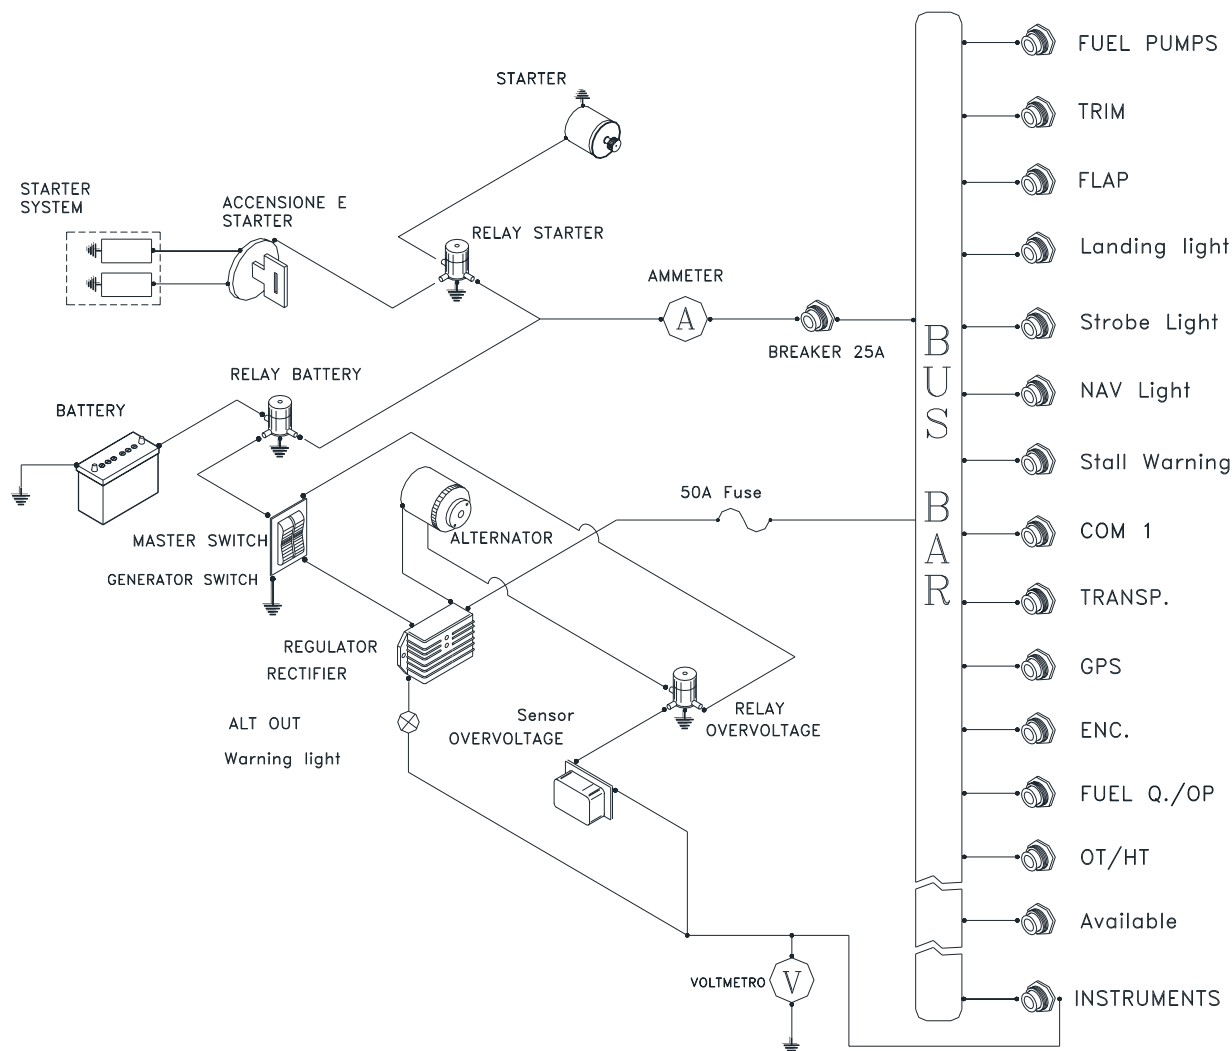 FUEL PUMPS
STARTER
TRIM
FLAP
STARTER
SYSTEM
ACCENSIONE E
STARTER
RELAY STARTER
Landing light
AMMETER
A
Strobe Light
BREAKER 25A
RELAY BATTERY
NAV Light
BATTERY
Stall Warning
50A Fuse
BUS BAR
MASTER SWITCH
ALTERNATOR
COM 1
GENERATOR SWITCH
TRANSP.
REGULATOR
RECTIFIER
GPS
Sensor
OVERVOLTAGE
RELAY
OVERVOLTAGE
ALT OUT
Warning light
ENC.
FUEL Q./OP
OT/HT
Available
VOLTMETRO
V
INSTRUMENTS